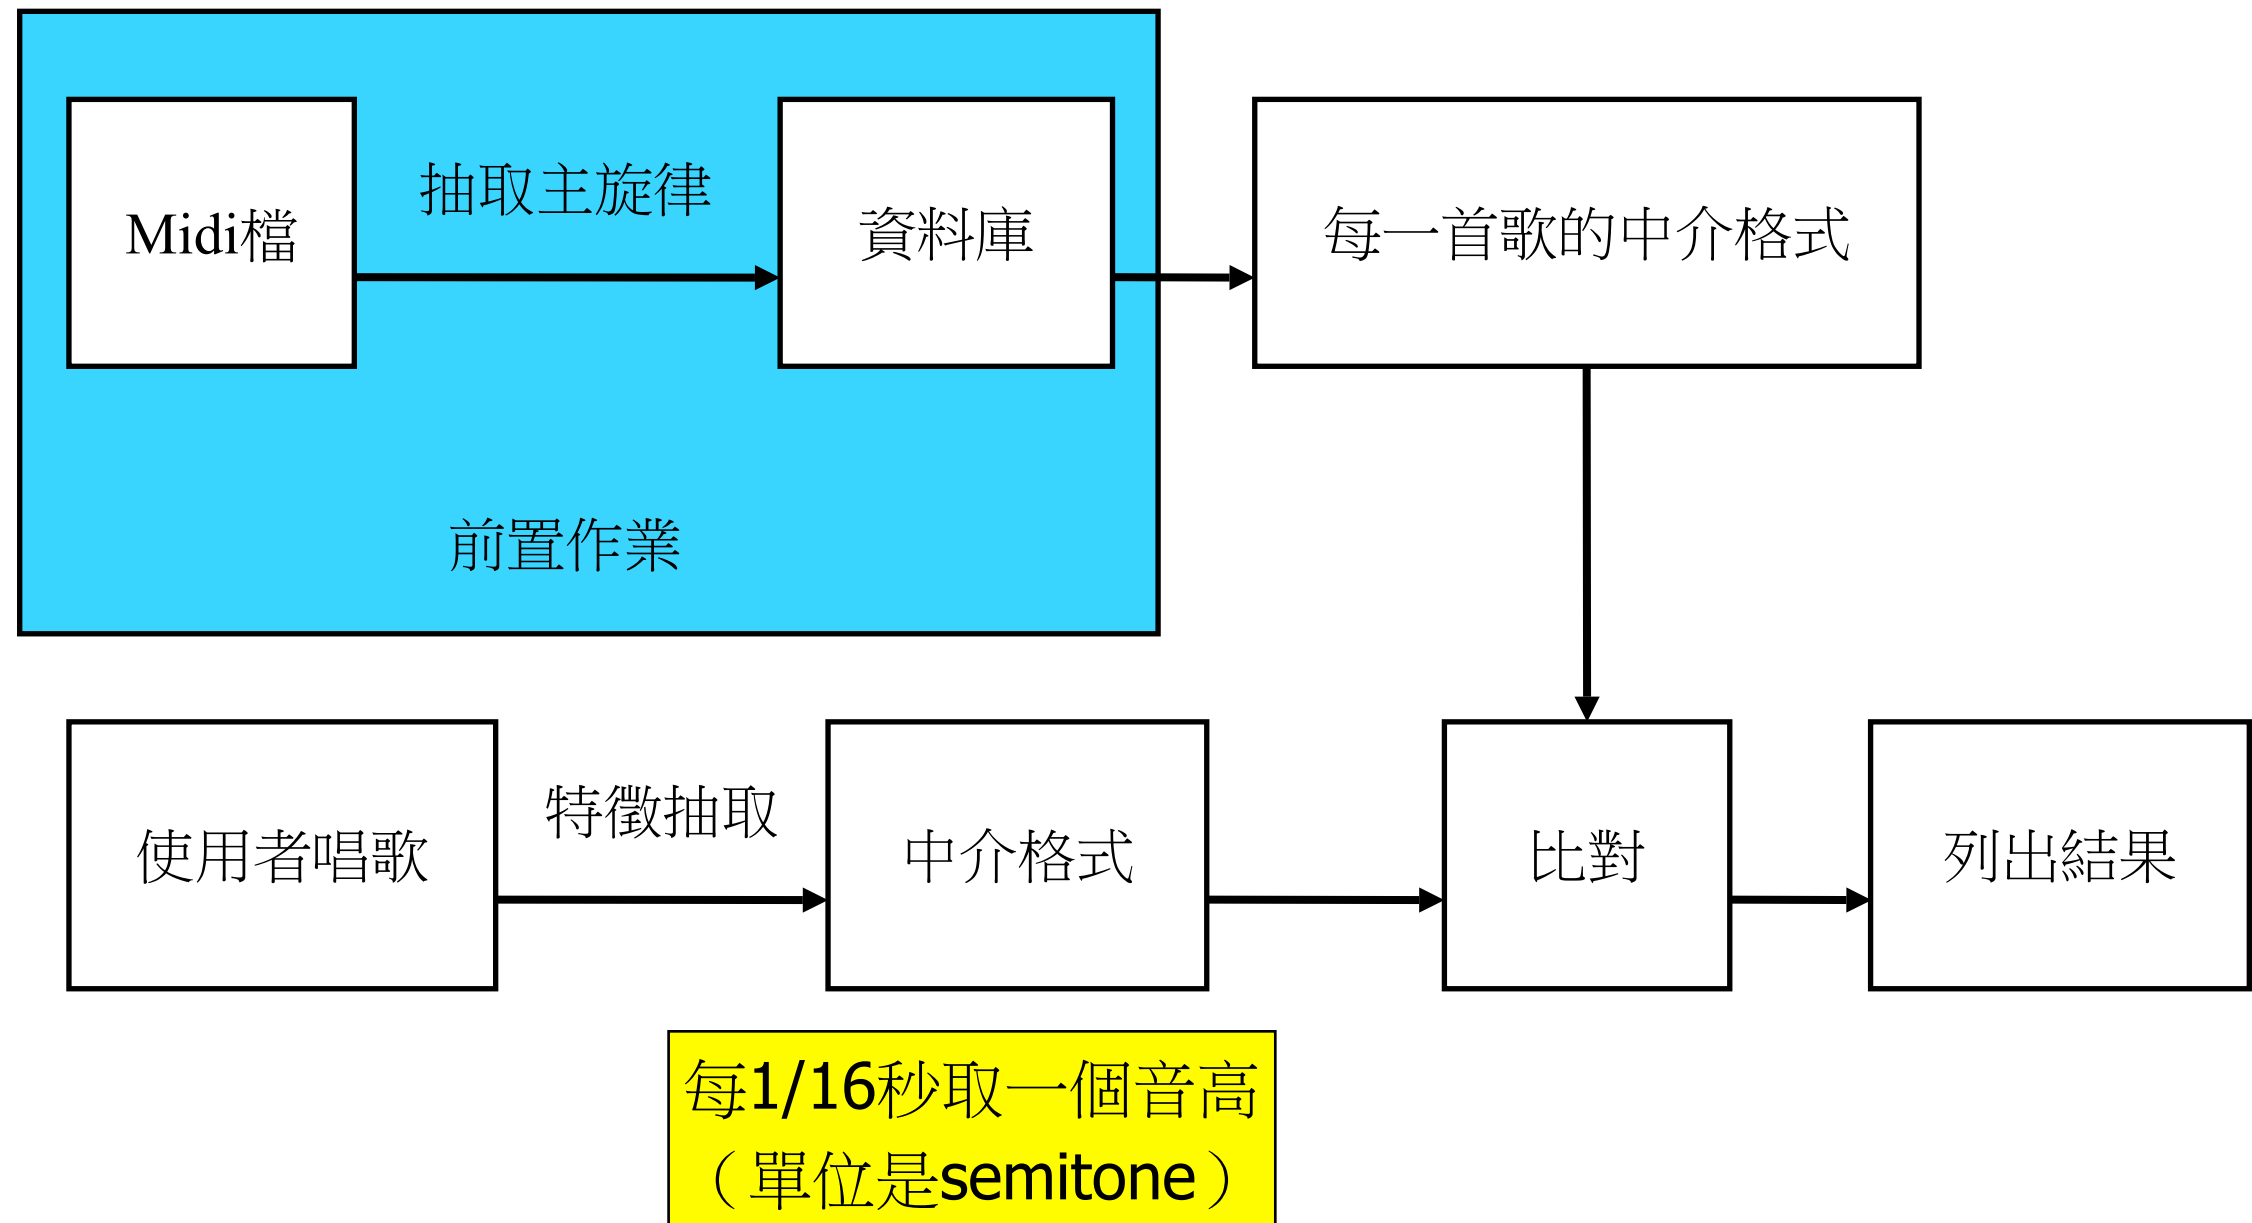 抽取主旋律
Midi檔
資料庫
每一首歌的中介格式
前置作業
特徵抽取
使用者唱歌
中介格式
比對
列出結果
每1/16秒取一個音高
（單位是semitone）